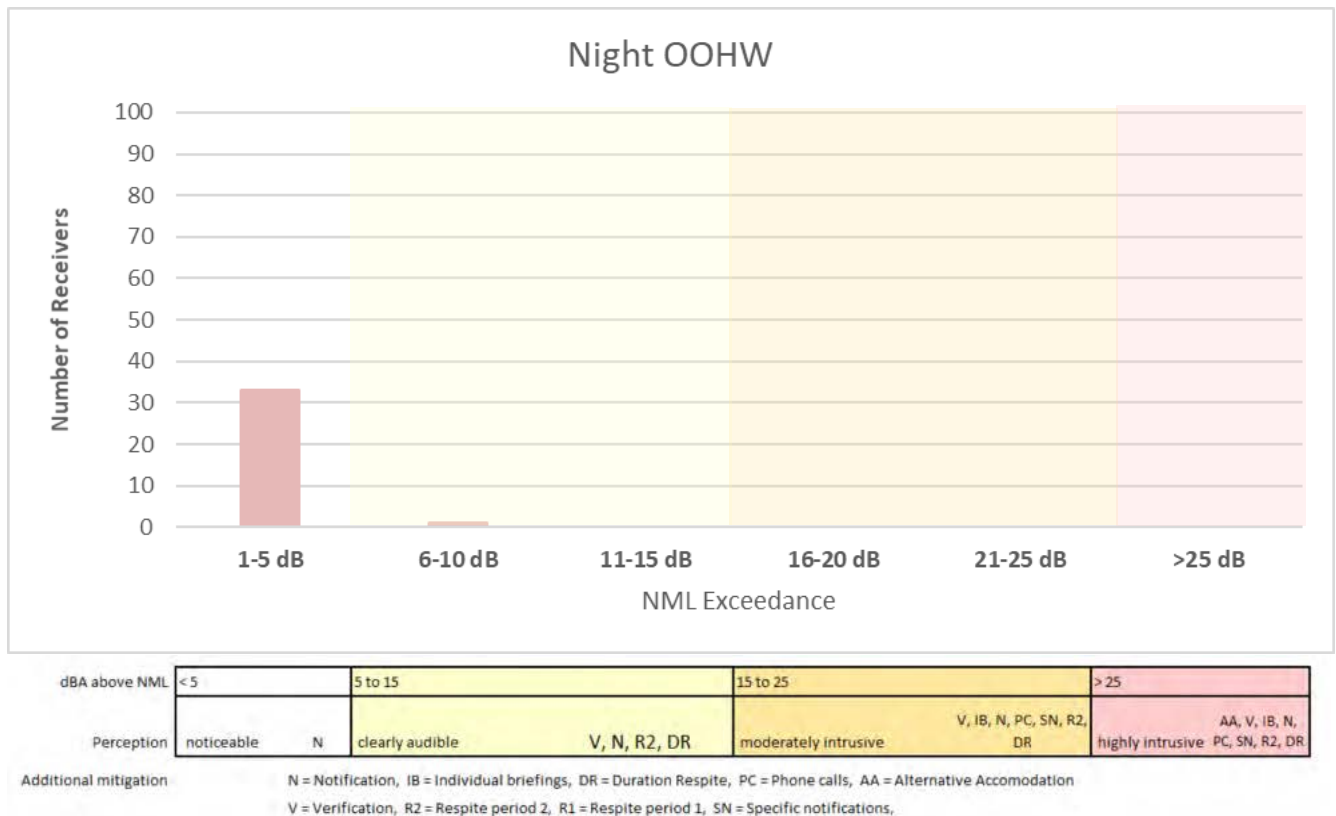 Night OOHW
100
90
80
70
60
50
40
30
20
10
0
Number of Receivers
1-5 dB 6-10 dB 11-15 dB 16-20 dB 21-25 dB >25 dB
NML Exceedance
dBA above NML < 5 5 to 15 15 to 25 > 25
V, IB, N, PC, SN, R2, AA, V, IB, N,
Perception noticeable N clearly audible V, N, R2, DR moderately intrusive DR highly intrusive PC, SN, R2, DR
Additional mitigation N = Notification, IB = Individual briefings, DR = Duration Respite, PC = Phone calls, AA = Alternative Accomodation
V = Verification, R2 = Respite period 2, R1 = Respite period 1, SN = Specific notifications,